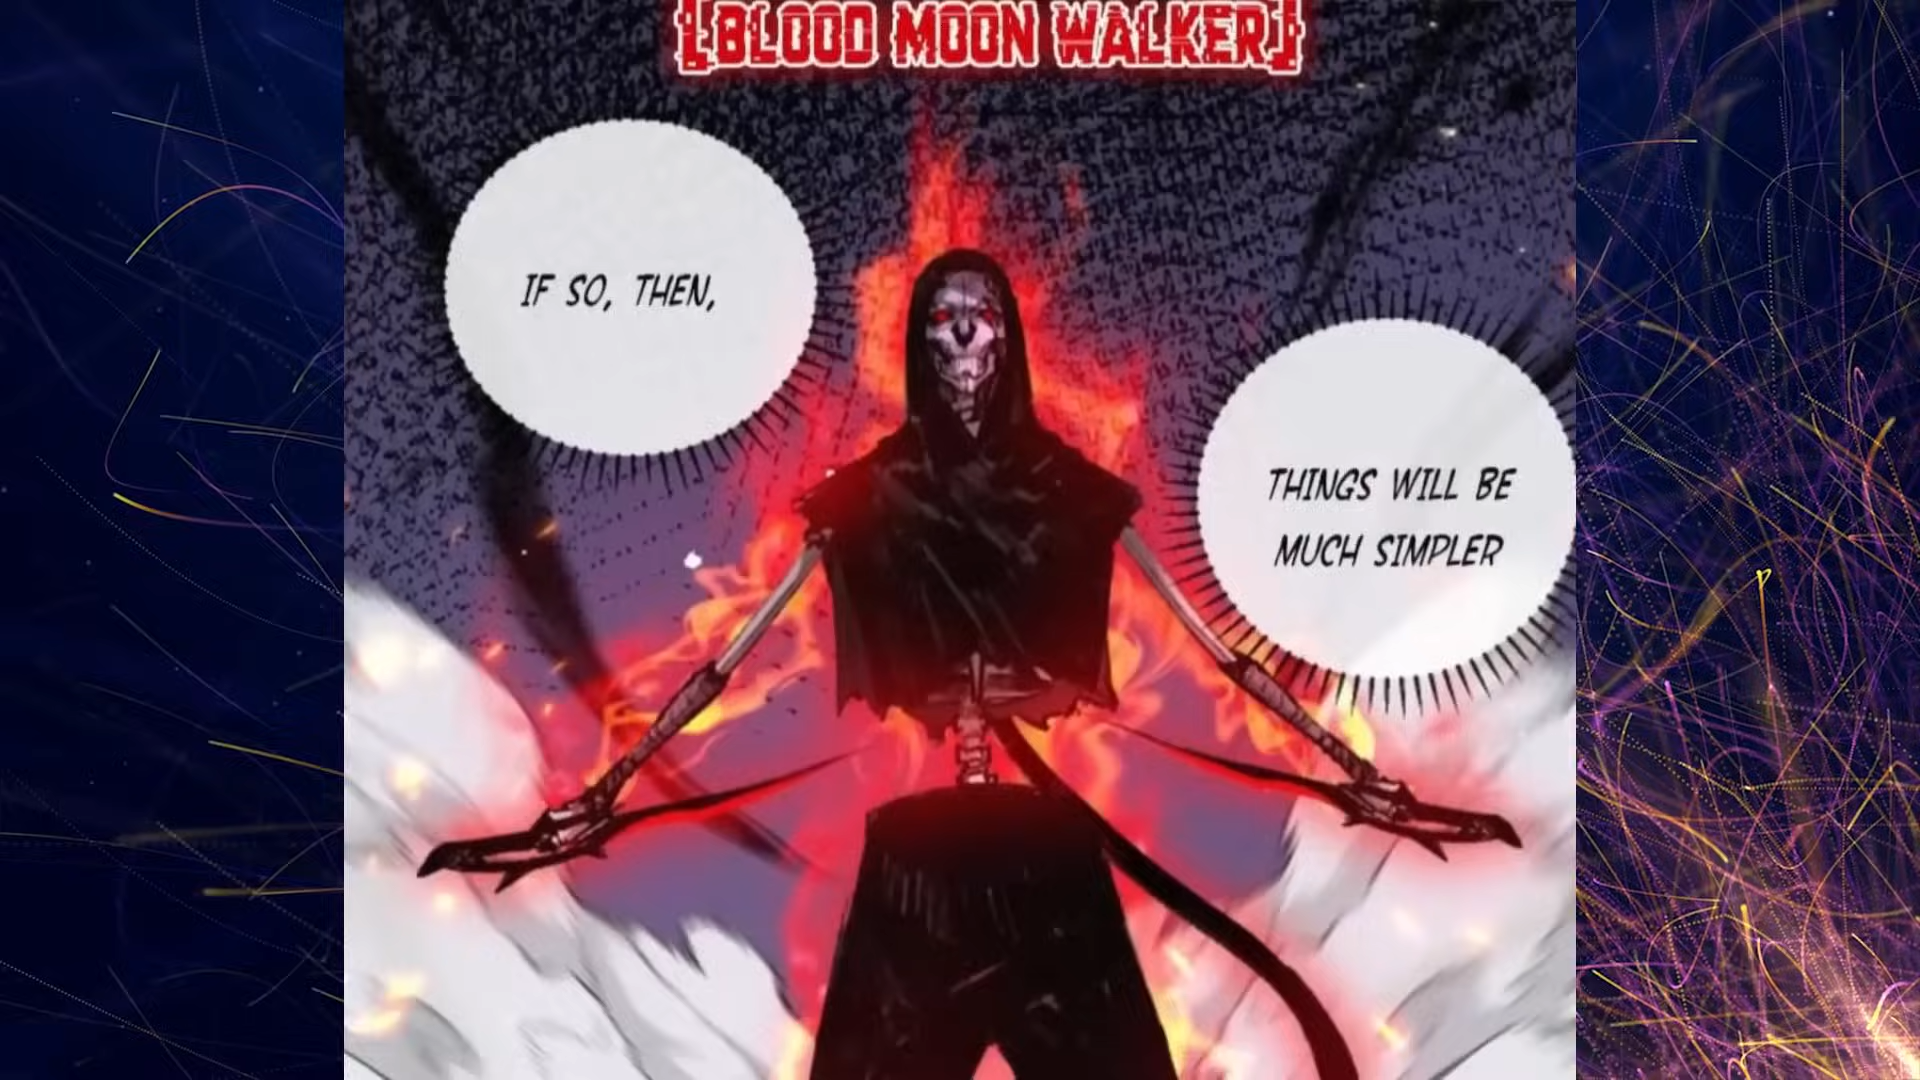 [BLOOD MOON WALKER]
IF SO, THEN,
THINGS WILL BE
MUCH SIMPLER